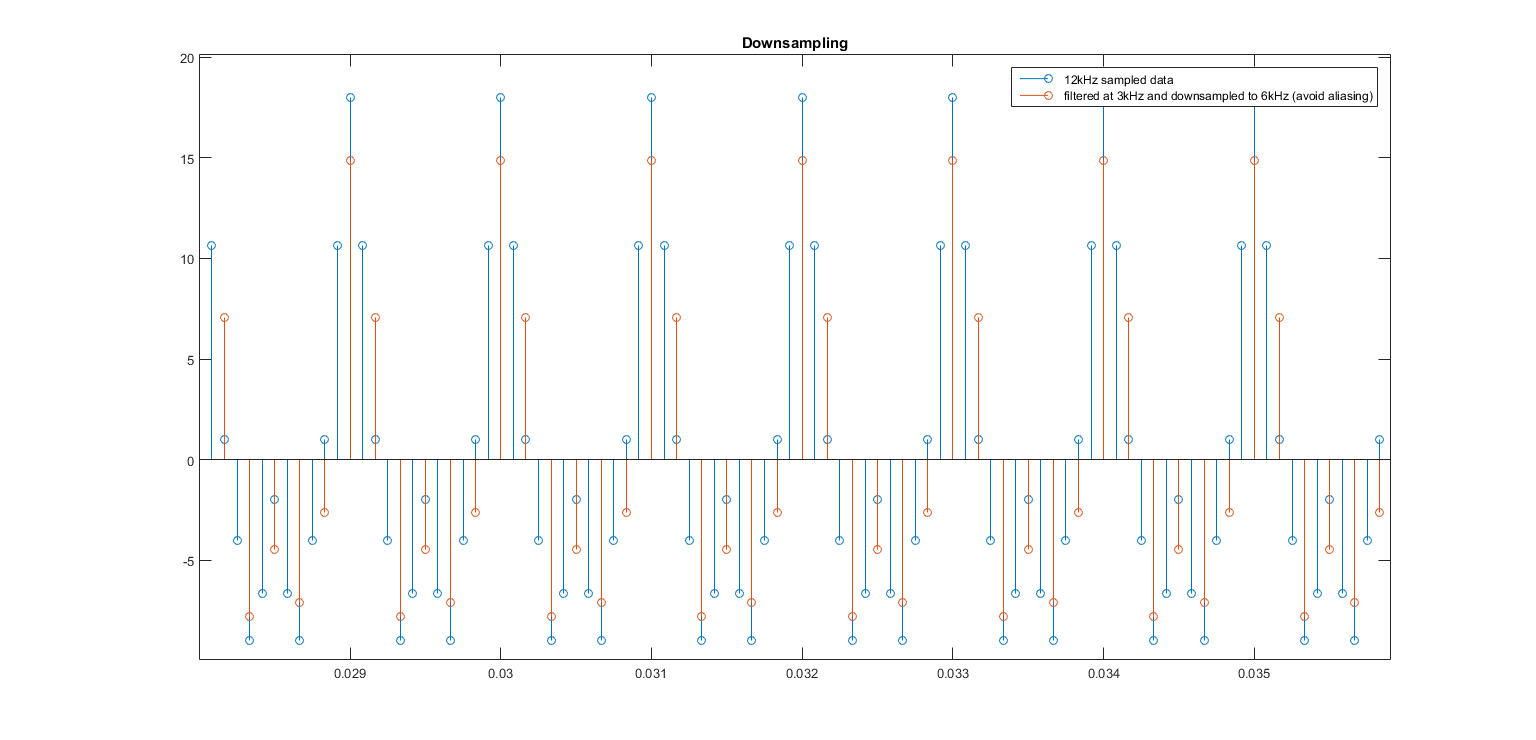 Downsampling
12kHz sampled data
filtered at 3kHz and downsampled to 6kHz (avoid aliasing)
20
15
10
5
0
-5
0.029 0.03 0.031 0.032 0.033 0.034 0.035